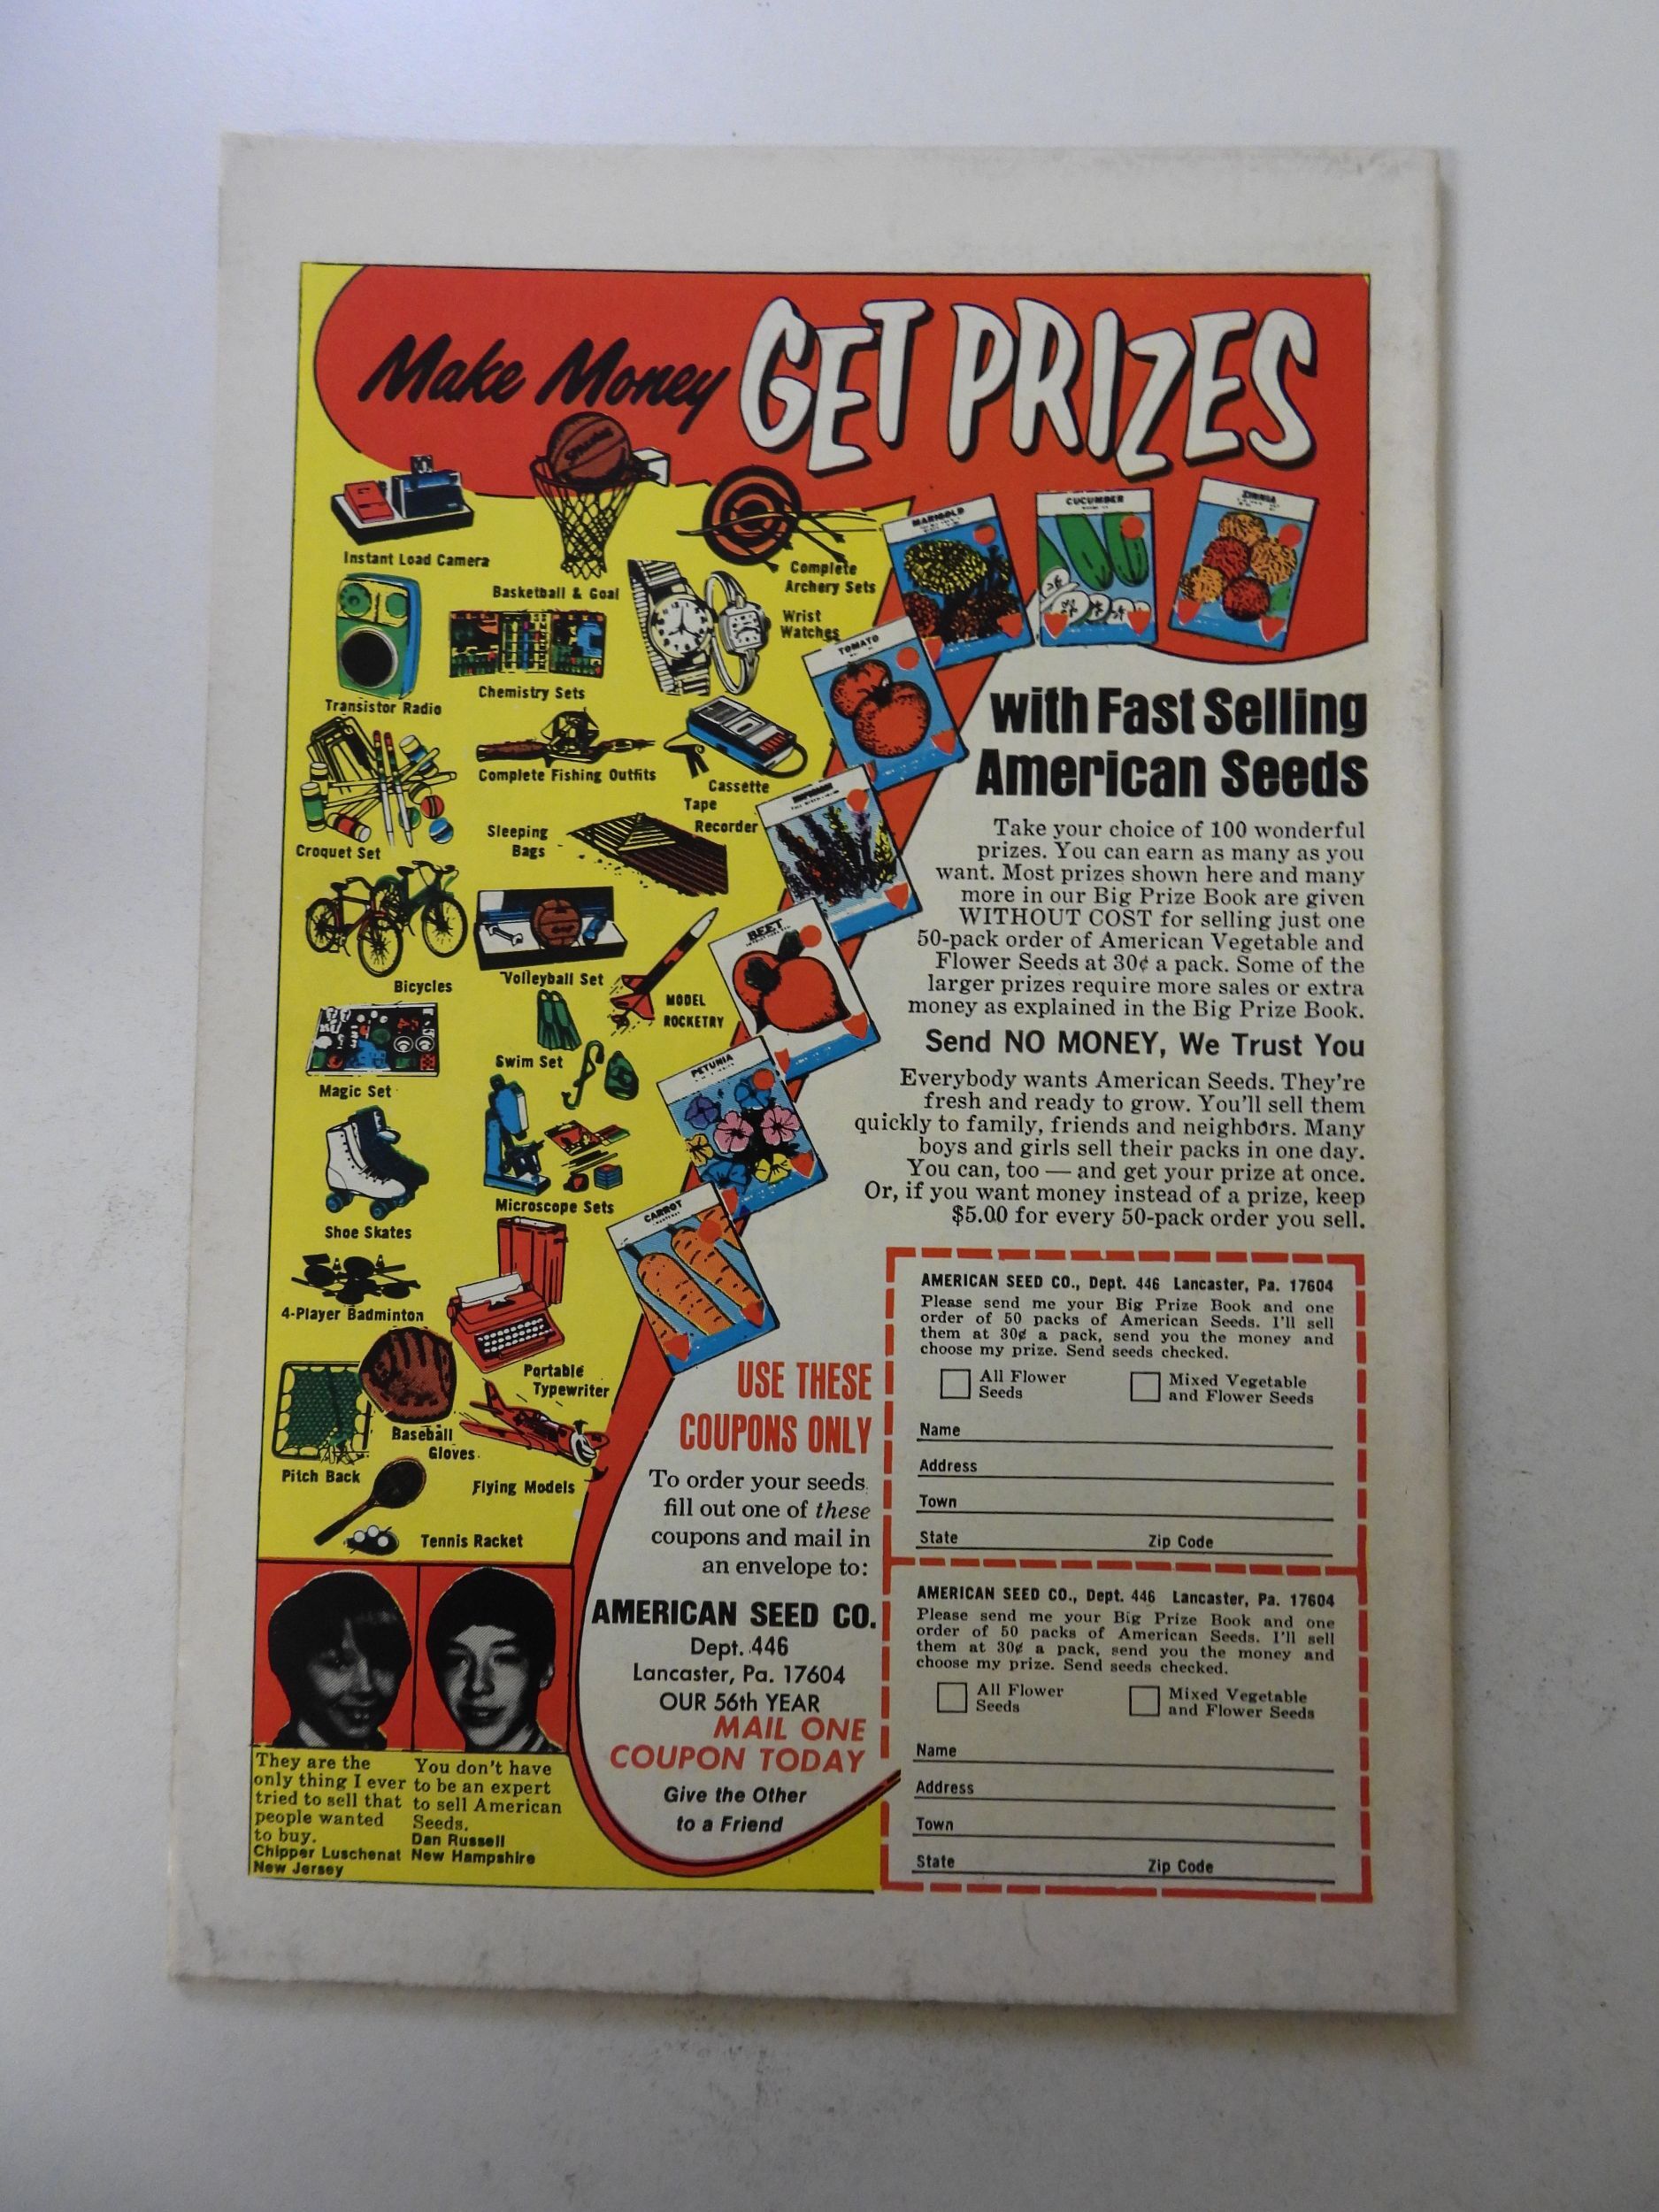 Make Money GET PRIZES
SPALDING
Instant Load Camera
Basketball & Goal
Complete
Archery Sets
Wrist
Watches
Transistor Radio
Chemistry Sets
Complete Fishing Outfits
Cassette
Tape
Recorder
Croquet Set
Sleeping
Bags
Bicycles
Volleyball Set
MODEL
ROCKETRY
Magic Set
Swim Set
Shoe Skates
Microscope Sets
4-Player Badminton
Portable
Typewriter
Pitch Back
Baseball
Gloves
Flying Models
Tennis Racket
MARIGOLD
CUCUMBER
ZINNIA
TOMATO
BEET
PETUNIA
CARROT
with Fast Selling
American Seeds
Take your choice of 100 wonderful
prizes. You can earn as many as you
want. Most prizes shown here and many
more in our Big Prize Book are given
WITHOUT COST for selling just one
50-pack order of American Vegetable and
Flower Seeds at 30¢ a pack. Some of the
larger prizes require more sales or extra
money as explained in the Big Prize Book.
Send NO MONEY, We Trust You
Everybody wants American Seeds. They're
fresh and ready to grow. You'll sell them
quickly to family, friends and neighbors. Many
boys and girls sell their packs in one day.
You can, too — and get your prize at once.
Or, if you want money instead of a prize, keep
$5.00 for every 50-pack order you sell.
USE THESE
COUPONS ONLY
To order your seeds
fill out one of these
coupons and mail in
an envelope to:
AMERICAN SEED CO.
Dept. 446
Lancaster, Pa. 17604
OUR 56th YEAR
MAIL ONE
COUPON TODAY
Give the Other
to a Friend
AMERICAN SEED CO., Dept. 446 Lancaster, Pa. 17604
Please send me your Big Prize Book and one
order of 50 packs of American Seeds. I'll sell
them at 30¢ a pack, send you the money and
choose my prize. Send seeds checked.
All Flower
Seeds
Mixed Vegetable
and Flower Seeds
Name
Address
Town
State Zip Code
AMERICAN SEED CO., Dept. 446 Lancaster, Pa. 17604
Please send me your Big Prize Book and one
order of 50 packs of American Seeds. I'll sell
them at 30¢ a pack, send you the money and
choose my prize. Send seeds checked.
All Flower
Seeds
Mixed Vegetable
and Flower Seeds
Name
Address
Town
State Zip Code
They are the
only thing I ever
tried to sell that
people wanted
to buy.
Chipper Luschenat
New Jersey
You don't have
to be an expert
to sell American
Seeds.
Dan Russell
New Hampshire